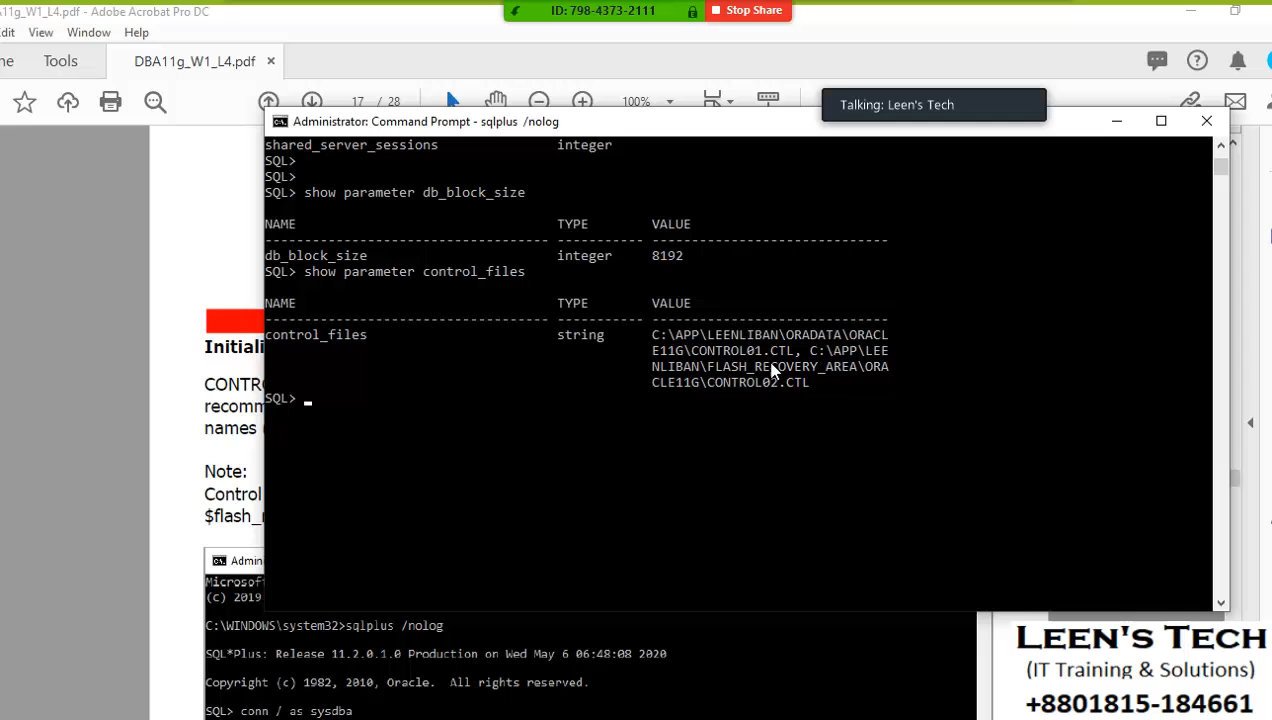 A11g_W1_L4.pdf - Adobe Acrobat Pro DC
ID: 798-4373-2111
Stop Share
Edit View Window Help
Tools
DBA11g_W1_L4.pdf ×
17 / 28
100%
Talking: Leen's Tech
Administrator: Command Prompt - sqlplus /nolog
shared_server_sessions integer
SQL>
SQL>
SQL> show parameter db_block_size
NAME TYPE VALUE
------------------------------------ ----------- ------------------------------
db_block_size integer 8192
SQL> show parameter control_files
NAME TYPE VALUE
------------------------------------ ----------- ------------------------------
control_files string C:\APP\LEENLIBAN\ORADATA\ORACL
E11G\CONTROL01.CTL, C:\APP\LEE
NLIBAN\FLASH_RECOVERY_AREA\ORA
CLE11G\CONTROL02.CTL
SQL> _
Initiali
CONTRO
recomm
names (
Note:
Control
$flash_r
Admin
Microsof
(c) 2019
C:\WINDOWS\system32>sqlplus /nolog
SQL*Plus: Release 11.2.0.1.0 Production on Wed May 6 06:48:08 2020
Copyright (c) 1982, 2010, Oracle. All rights reserved.
SQL> conn / as sysdba
LEEN'S TECH
(IT Training & Solutions)
+8801815-184661